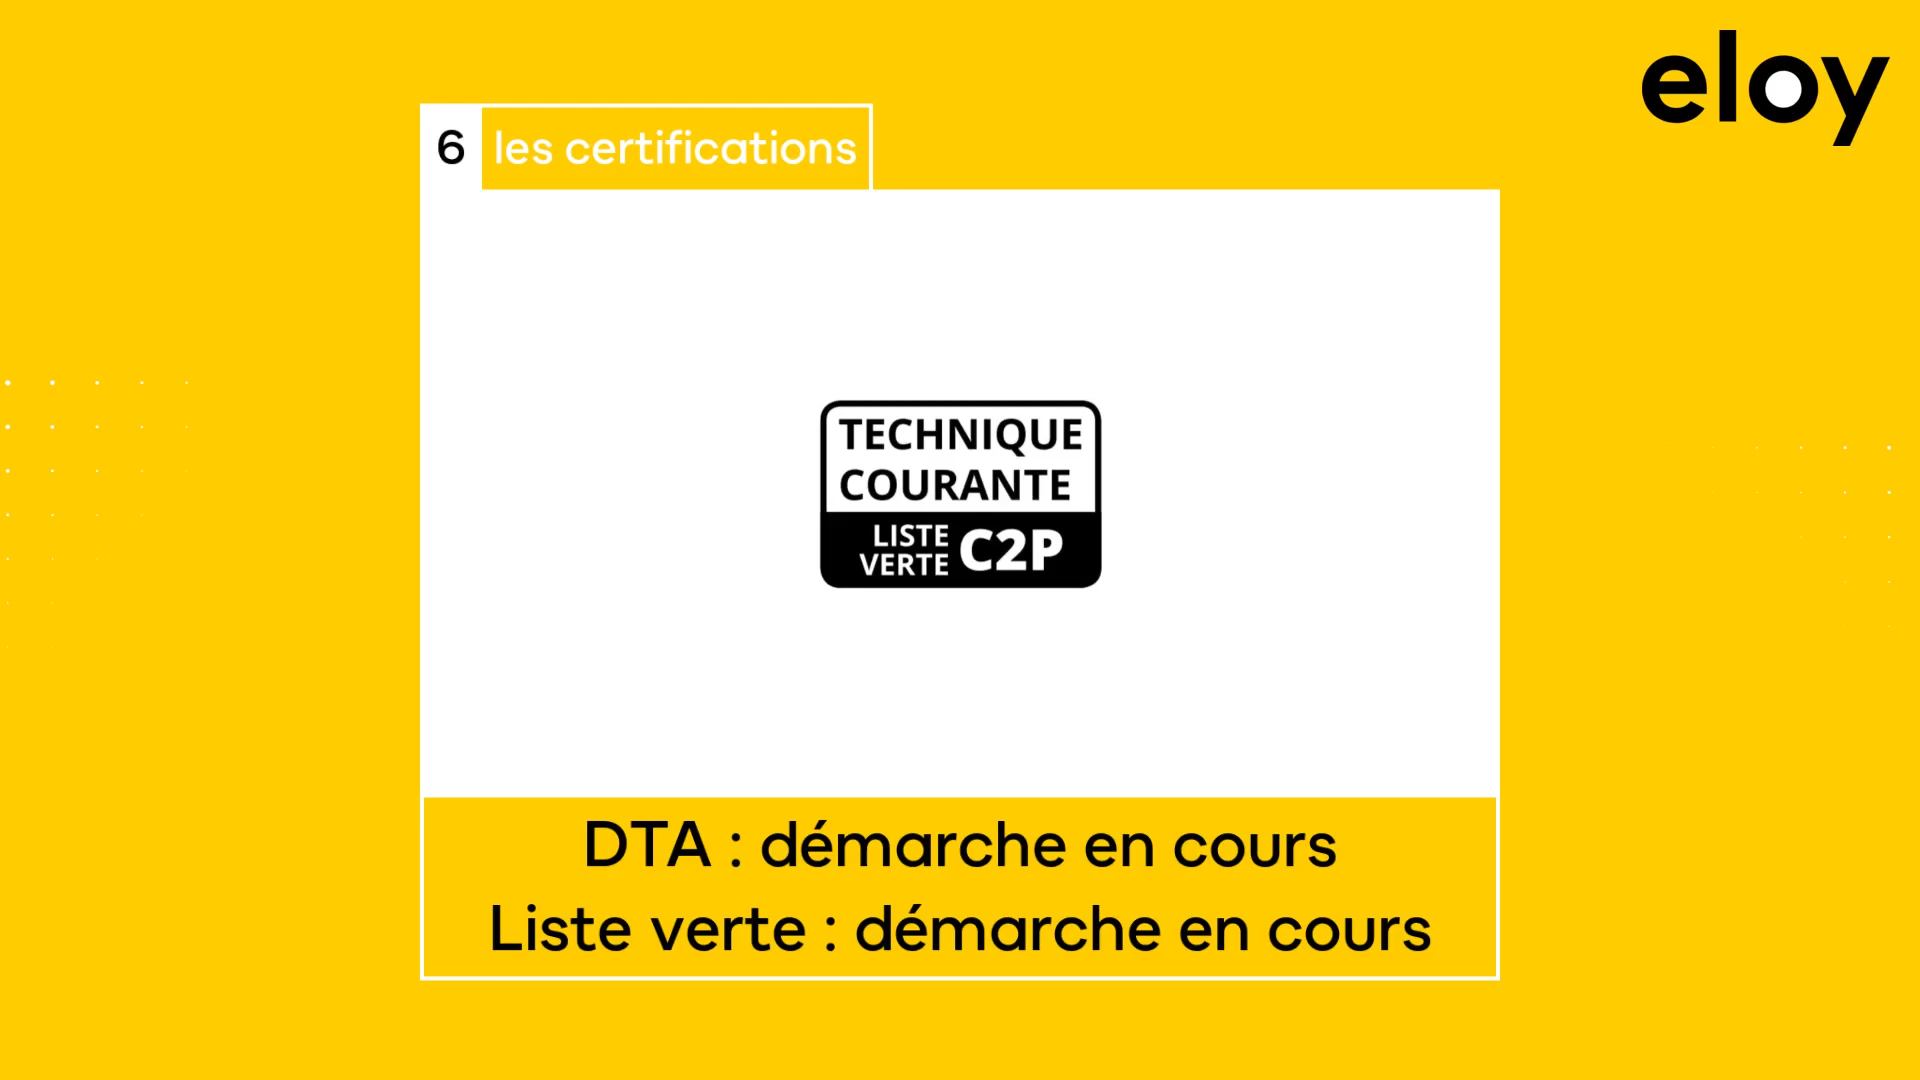 eloy
6 les certifications
TECHNIQUE
COURANTE
LISTE
VERTE C2P
DTA : démarche en cours
Liste verte : démarche en cours